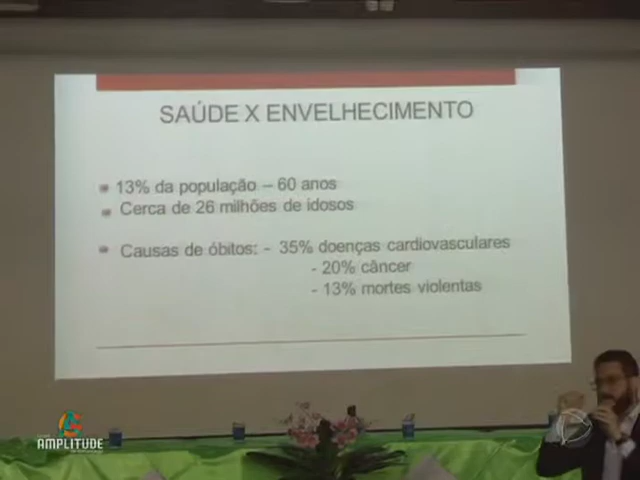 SAÚDE X ENVELHECIMENTO
13% da população – 60 anos
Cerca de 26 milhões de idosos
Causas de óbitos: - 35% doenças cardiovasculares
- 20% câncer
- 13% mortes violentas
AMPLITUDE